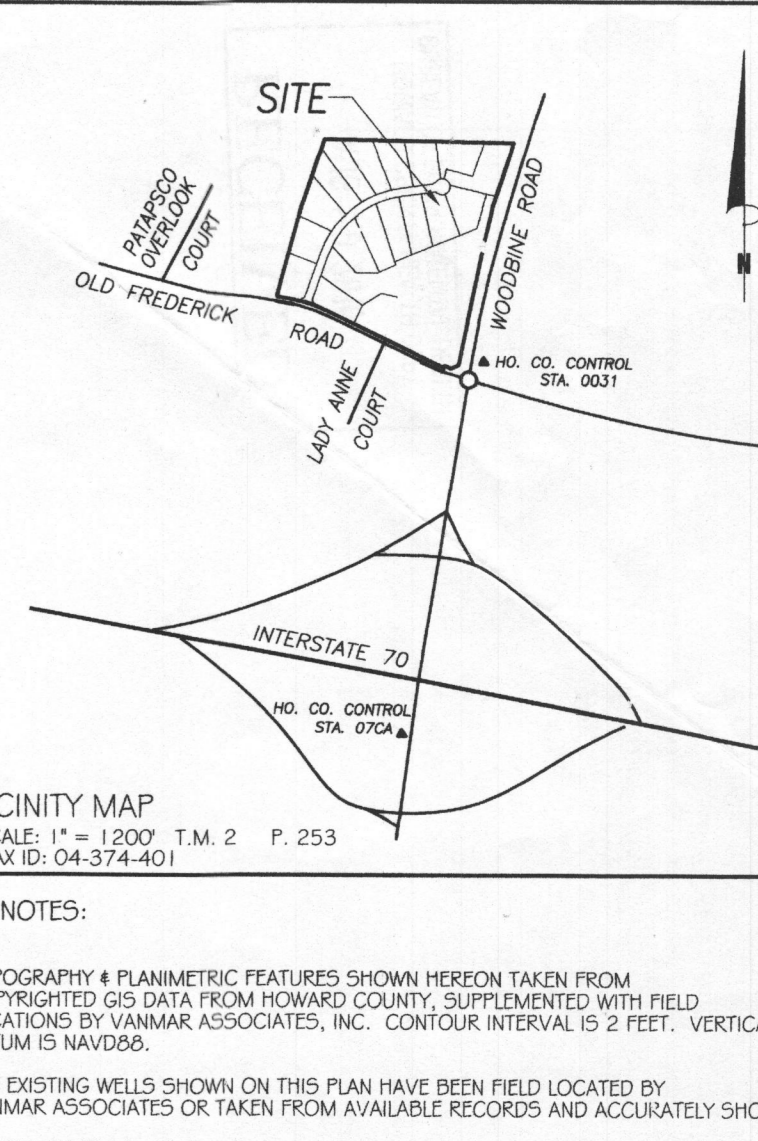 SITE
PATAPSCO
OVERLOOK
COURT
WOODBINE ROAD
N
OLD FREDERICK
ROAD
LADY ANNE
COURT
HO. CO. CONTROL
STA. 0031
INTERSTATE 70
HO. CO. CONTROL
STA. 07CA
CINITY MAP
ALE: 1" = 1200' T.M. 2 P. 253
AX ID: 04-374-401
NOTES:
POGRAPHY & PLANIMETRIC FEATURES SHOWN HEREON TAKEN FROM
PYRIGHTED GIS DATA FROM HOWARD COUNTY, SUPPLEMENTED WITH FIELD
CATIONS BY VANMAR ASSOCIATES, INC. CONTOUR INTERVAL IS 2 FEET. VERTICA
TUM IS NAVD88.
EXISTING WELLS SHOWN ON THIS PLAN HAVE BEEN FIELD LOCATED BY
NMAR ASSOCIATES OR TAKEN FROM AVAILABLE RECORDS AND ACCURATELY SHO